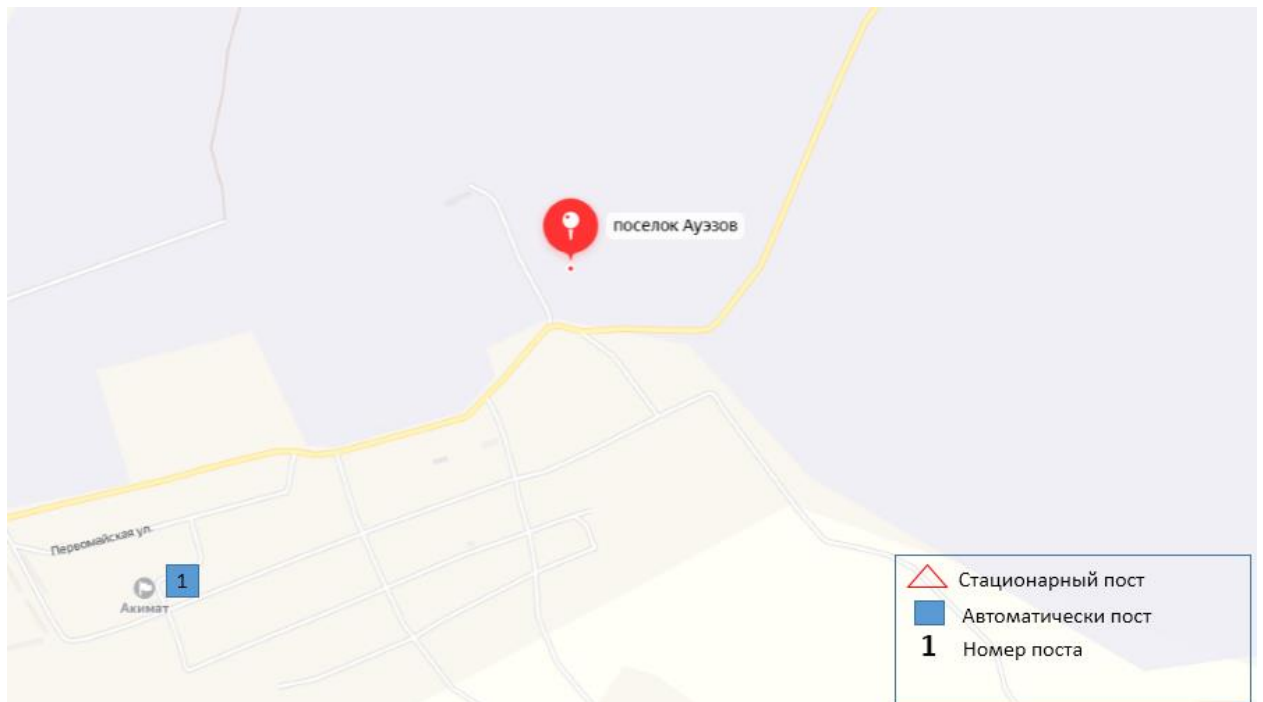 поселок Ауэзов
Первомайская ул.
1
Акимат
Стационарный пост
Автоматически пост
1 Номер поста